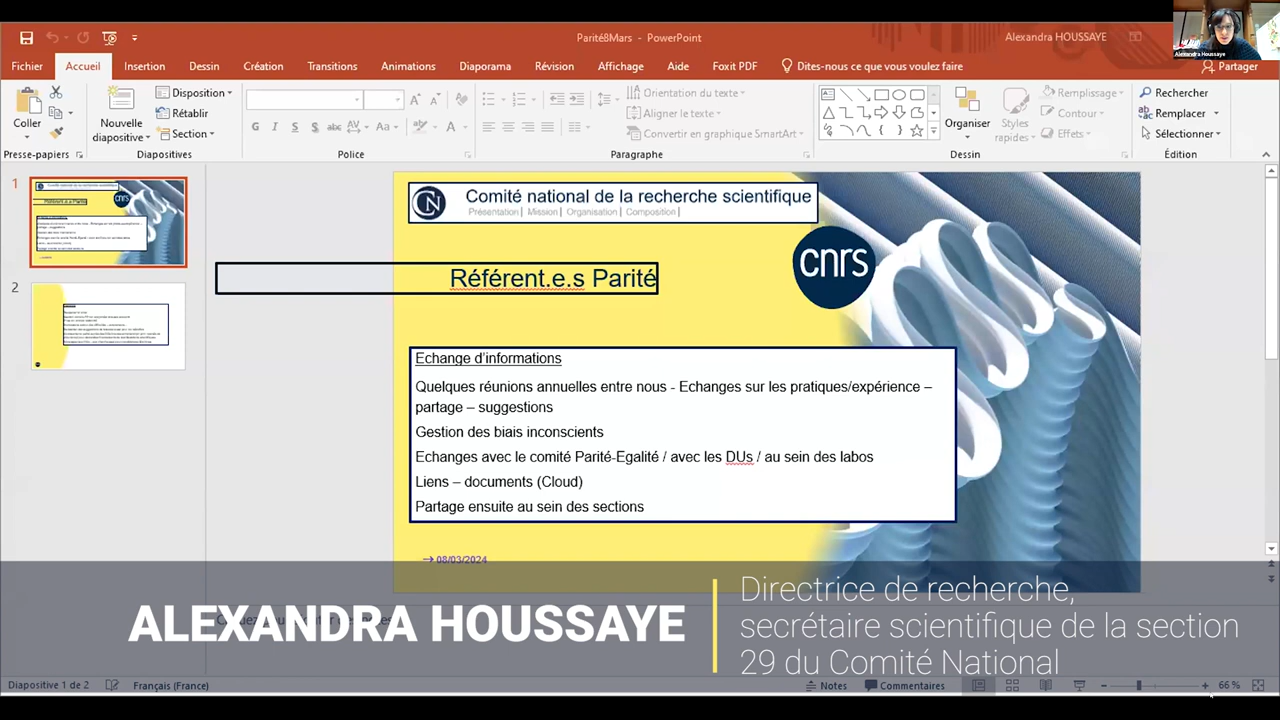 Parité8Mars - PowerPoint
Alexandra HOUSSAYE
Alexandra Houssaye
Fichier Accueil Insertion Dessin Création Transitions Animations Diaporama Révision Affichage Aide Foxit PDF Dites-nous ce que vous voulez faire Partager
Coller
Nouvelle
diapositive
Disposition
Rétablir
Section
G I S S abc AV Aa A
Orientation du texte
Aligner le texte
Convertir en graphique SmartArt
Organiser
Styles
rapides
Remplissage
Contour
Effets
Rechercher
Remplacer
Sélectionner
Presse-papiers Diapositives Police Paragraphe Dessin Édition
1
2
Comité national de la recherche scientifique
Présentation| Mission| Organisation| Composition|
cnrs
Référent.e.s Parité
Echange d'informations
Quelques réunions annuelles entre nous - Echanges sur les pratiques/expérience –
partage – suggestions
Gestion des biais inconscients
Echanges avec le comité Parité-Egalité / avec les DUs / au sein des labos
Liens – documents (Cloud)
Partage ensuite au sein des sections
→ 08/03/2024
ALEXANDRA HOUSSAYE
Directrice de recherche,
secrétaire scientifique de la section
29 du Comité National
Diapositive 1 de 2 Français (France) Notes Commentaires 66 %